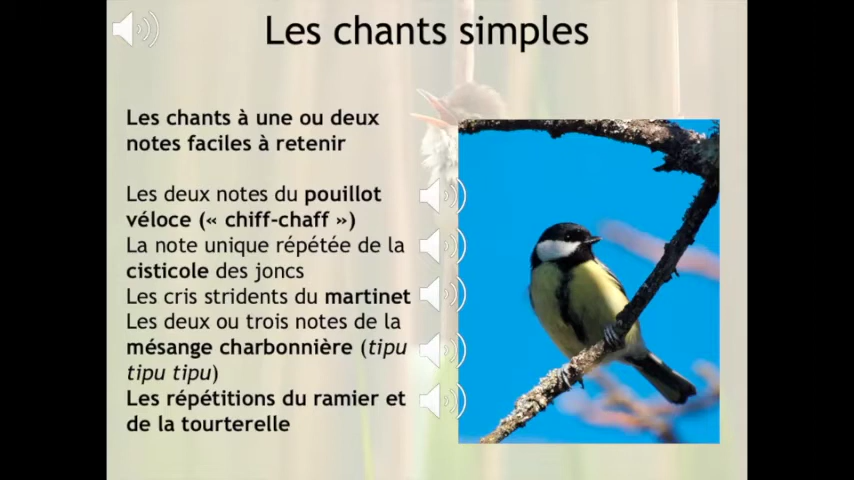 Les chants simples
Les chants à une ou deux
notes faciles à retenir
Les deux notes du pouillot
véloce (« chiff-chaff »)
La note unique répétée de la
cisticole des joncs
Les cris stridents du martinet
Les deux ou trois notes de la
mésange charbonnière (tipu
tipu tipu)
Les répétitions du ramier et
de la tourterelle